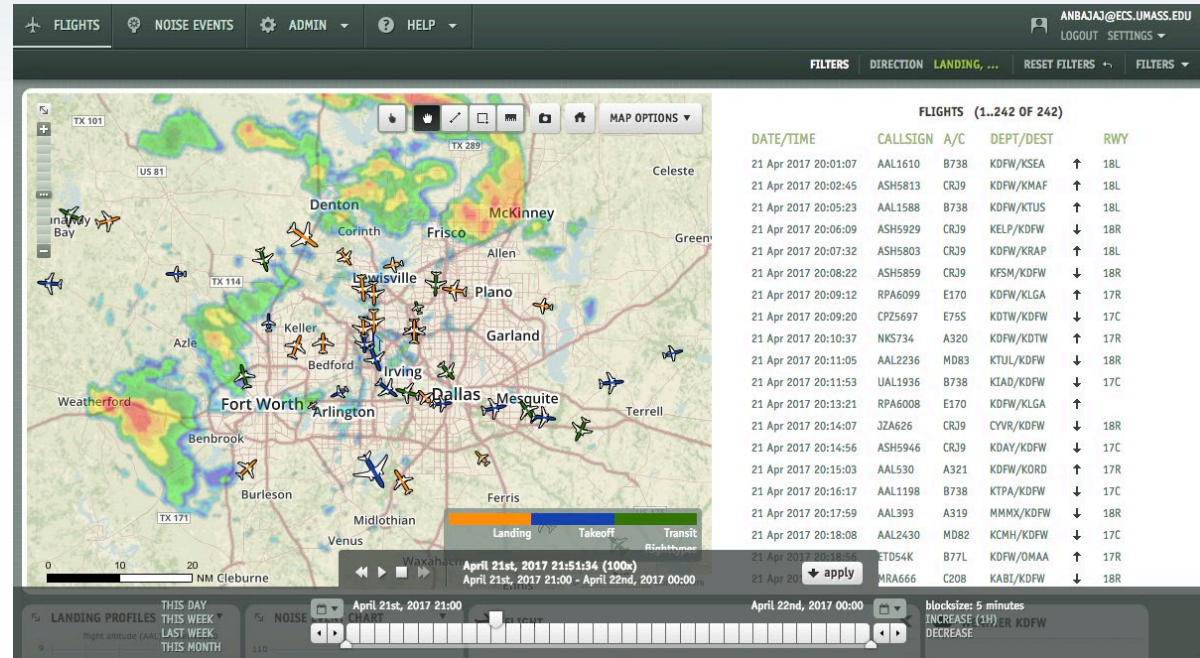 FLIGHTS NOISE EVENTS ADMIN HELP
ANBAJAJ@ECS.UMASS.EDU
LOGOUT SETTINGS
FILTERS DIRECTION LANDING, ... RESET FILTERS FILTERS
MAP OPTIONS
TX 101
US 81
TX 289
Celeste
Denton
McKinney
Bay
Corinth
Frisco
Allen
Lewisville
TX 114
Plano
Keller
Garland
Azle
Bedford
Irving
Weatherford
Fort Worth
Dallas
Mesquite
Arlington
Terrell
Benbrook
Burleson
Ferris
TX 171
Midlothian
Venus
Cleburne
Landing Takeoff Transit
0 10 20
NM
FLIGHTS (1..242 OF 242)
DATE/TIME CALLSIGN A/C DEPT/DEST RWY
21 Apr 2017 20:01:07 AAL1610 B738 KDFW/KSEA ↑ 18L
21 Apr 2017 20:02:45 ASH5813 CRJ9 KDFW/KMAF ↑ 18L
21 Apr 2017 20:05:23 AAL1588 B738 KDFW/KTUS ↑ 18L
21 Apr 2017 20:06:09 ASH5929 CRJ9 KELP/KDFW ↓ 18R
21 Apr 2017 20:07:32 ASH5803 CRJ9 KDFW/KRAP ↑ 18L
21 Apr 2017 20:08:22 ASH5859 CRJ9 KFSM/KDFW ↓ 18R
21 Apr 2017 20:09:12 RPA6099 E170 KDFW/KLGA ↑ 17R
21 Apr 2017 20:09:20 CPZ5697 E75S KDTW/KDFW ↓ 17C
21 Apr 2017 20:10:37 NKS734 A320 KDFW/KDTW ↑ 17R
21 Apr 2017 20:11:05 AAL2236 MD83 KTUL/KDFW ↓ 18R
21 Apr 2017 20:11:53 UAL1936 B738 KIAD/KDFW ↓ 17C
21 Apr 2017 20:13:21 RPA6008 E170 KDFW/KLGA ↑
21 Apr 2017 20:14:07 JZA626 CRJ9 CYVR/KDFW ↓ 18R
21 Apr 2017 20:14:56 ASH5946 CRJ9 KDAY/KDFW ↓ 17C
21 Apr 2017 20:15:03 AAL530 A321 KDFW/KORD ↑ 17R
21 Apr 2017 20:16:17 AAL1198 B738 KTPA/KDFW ↓ 17C
21 Apr 2017 20:17:59 AAL393 A319 MMMX/KDFW ↓ 18R
21 Apr 2017 20:18:08 AAL2430 MD82 KCMH/KDFW ↓ 17C
21 Apr 2017 20:18:56 ETD54K B77L KDFW/OMAA ↑ 17R
21 Apr MRA666 C208 KABI/KDFW ↓ 18R
April 21st, 2017 21:51:34 (100x)
April 21st, 2017 21:00 - April 22nd, 2017 00:00
apply
LANDING PROFILES
THIS DAY
THIS WEEK
LAST WEEK
THIS MONTH
NOISE EVENT CHART
FLIGHT
April 21st, 2017 21:00
April 22nd, 2017 00:00
blocksize: 5 minutes
INCREASE (1H)
DECREASE
KDFW
110
9